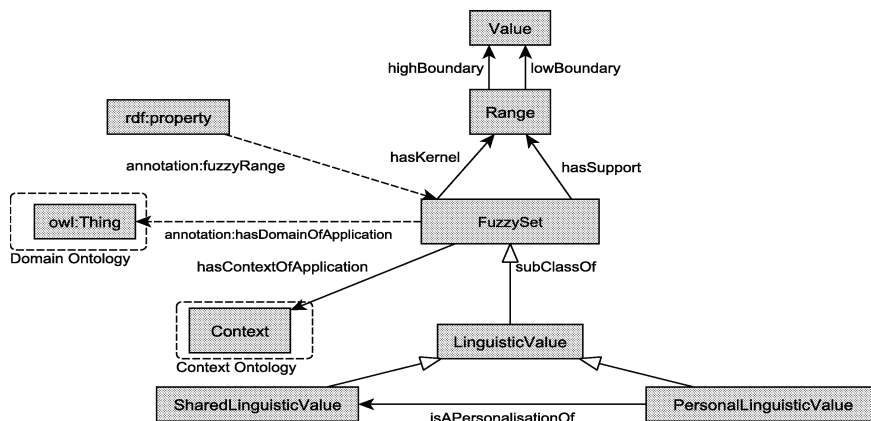 Value
highBoundary
lowBoundary
Range
rdf:property
hasKernel
hasSupport
annotation:fuzzyRange
owl:Thing
FuzzySet
annotation:hasDomainOfApplication
Domain Ontology
hasContextOfApplication
subClassOf
Context
LinguisticValue
Context Ontology
SharedLinguisticValue
PersonalLinguisticValue
isAPersonalisationOf